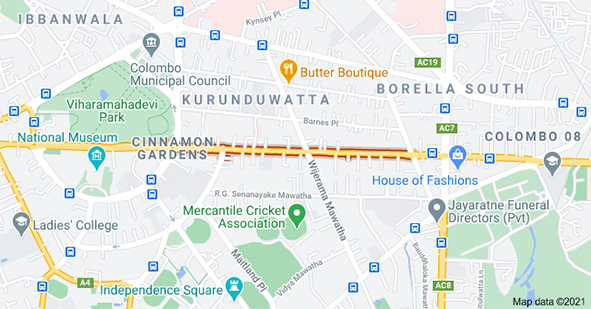 IBBANWALA
Kynsey Pl
Colombo
Municipal Council
Butter Boutique
AC19
BORELLA SOUTH
Viharamahadevi
Park
KURUNDUWATTA
Barnes Pl
AC7
COLOMBO 08
National Museum
CINNAMON
GARDENS
Wijerama Mawatha
House of Fashions
R.G. Senanayake Mawatha
Mercantile Cricket
Association
Jayaratne Funeral
Directors (Pvt)
Ladies' College
Maitland Pl
Vidya Mawatha
Baudhaloka Mawatha
A4
Independence Square
AC8
Map data ©2021